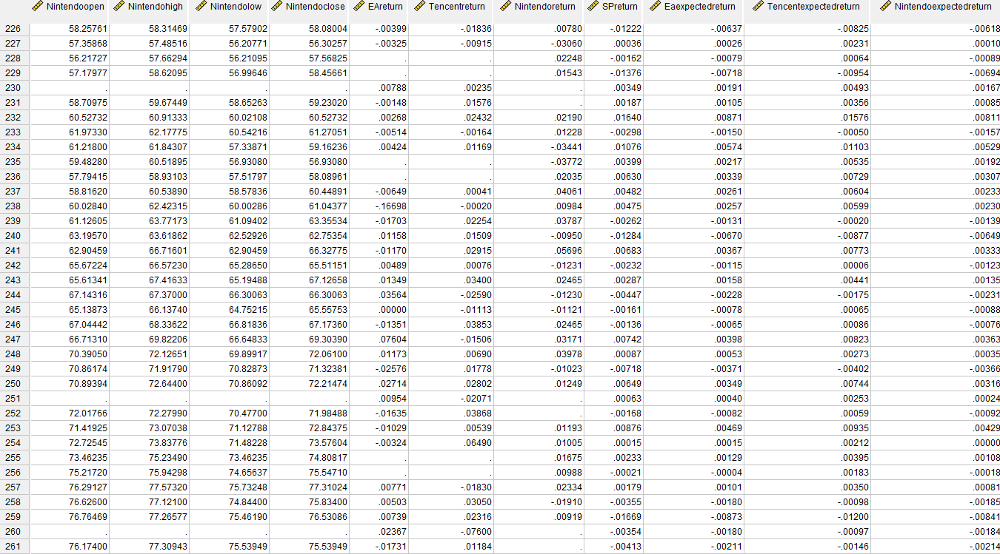 Nintendoopen Nintendohigh Nintendolow Nintendoclose EAreturn Tencentreturn Nintendoreturn SPreturn Eaexpectedreturn Tencentexpectedreturn Nintendoexpectedreturn
226 58.25761 58.31469 57.57902 58.08004 -.00399 -.01836 .00780 -.01222 -.00637 -.00825 -.00618
227 57.35868 57.48516 56.20771 56.30257 -.00325 -.00915 -.03060 .00036 .00026 .00231 .00010
228 56.21727 57.66294 56.21095 57.56825 . . .02248 -.00162 -.00079 .00064 -.00089
229 57.17977 58.62095 56.99646 58.45661 . . .01543 -.01376 -.00718 -.00954 -.00694
230 . . . . .00788 .00235 . .00349 .00191 .00493 .00167
231 58.70975 59.67449 58.65263 59.23020 -.00148 .01576 . .00187 .00105 .00356 .00085
232 60.52732 60.91333 60.02108 60.52732 .00268 .02432 .02190 .01640 .00871 .01576 .00811
233 61.97330 62.17775 60.54216 61.27051 -.00514 -.00164 .01228 -.00298 -.00150 -.00050 -.00157
234 61.21800 61.84307 57.33871 59.16236 .00424 .01169 -.03441 .01076 .00574 .01103 .00529
235 59.48280 60.51895 56.93080 56.93080 . . -.03772 .00399 .00217 .00535 .00192
236 57.79415 58.93103 57.51797 58.08961 . . .02035 .00630 .00339 .00729 .00307
237 58.81620 60.53890 58.57836 60.44891 -.00649 .00041 .04061 .00482 .00261 .00604 .00233
238 60.02840 62.42315 60.00286 61.04377 -.16698 -.00020 .00984 .00475 .00257 .00599 .00230
239 61.12605 63.77173 61.09402 63.35534 -.01703 .02254 .03787 -.00262 -.00131 -.00020 -.00139
240 63.19570 63.61862 62.52926 62.75354 .01158 .01509 -.00950 -.01284 -.00670 -.00877 -.00649
241 62.90459 66.71601 62.90459 66.32775 -.01170 .02915 .05696 .00683 .00367 .00773 .00333
242 65.67224 66.57230 65.28650 65.51151 .00489 .00076 -.01231 -.00232 -.00115 .00006 -.00123
243 65.61341 67.41633 65.19488 67.12658 .01349 .03400 .02465 .00287 .00158 .00441 .00135
244 67.14316 67.37000 66.30063 66.30063 .03564 -.02590 -.01230 -.00447 -.00228 -.00175 -.00231
245 65.13873 66.13740 64.75215 65.55753 .00000 -.01113 -.01121 -.00161 -.00078 .00065 -.00088
246 67.04442 68.33622 66.81836 67.17360 -.01351 .03853 .02465 -.00136 -.00065 .00086 -.00076
247 66.71310 69.82206 66.64833 69.30390 .07604 -.01506 .03171 .00742 .00398 .00823 .00363
248 70.39050 72.12651 69.89917 72.06100 .01173 .00690 .03978 .00087 .00053 .00273 .00035
249 70.86174 71.91790 70.82873 71.32381 -.02576 .01778 -.01023 -.00718 -.00371 -.00402 -.00366
250 70.89394 72.64400 70.86092 72.21474 .02714 .02802 .01249 .00649 .00349 .00744 .00316
251 . . . . .00954 -.02071 . .00063 .00040 .00253 .00024
252 72.01766 72.27990 70.47700 71.98488 -.01635 .03868 . -.00168 -.00082 .00059 -.00092
253 71.41925 73.07038 71.12788 72.84375 -.01029 .00539 .01193 .00876 .00469 .00935 .00429
254 72.72545 73.83776 71.48228 73.57604 -.00324 .06490 .01005 .00015 .00015 .00212 .00000
255 73.46235 75.23490 73.46235 74.80817 . . .01675 .00233 .00129 .00395 .00108
256 75.21720 75.94298 74.65637 75.54710 . . .00988 -.00021 -.00004 .00183 -.00018
257 76.29127 77.57320 75.73248 77.31024 .00771 -.01830 .02334 .00179 .00101 .00350 .00081
258 76.62600 77.12100 74.84400 75.83400 .00503 .03050 -.01910 -.00355 -.00180 -.00098 -.00185
259 76.76469 77.26577 75.46190 76.53086 .00739 .02316 .00919 -.01669 -.00873 -.01200 -.00841
260 . . . . .02367 -.07600 . -.00354 -.00180 -.00097 -.00184
261 76.17400 77.30943 75.53949 75.53949 -.01731 .01184 . -.00413 -.00211 -.00146 -.00214